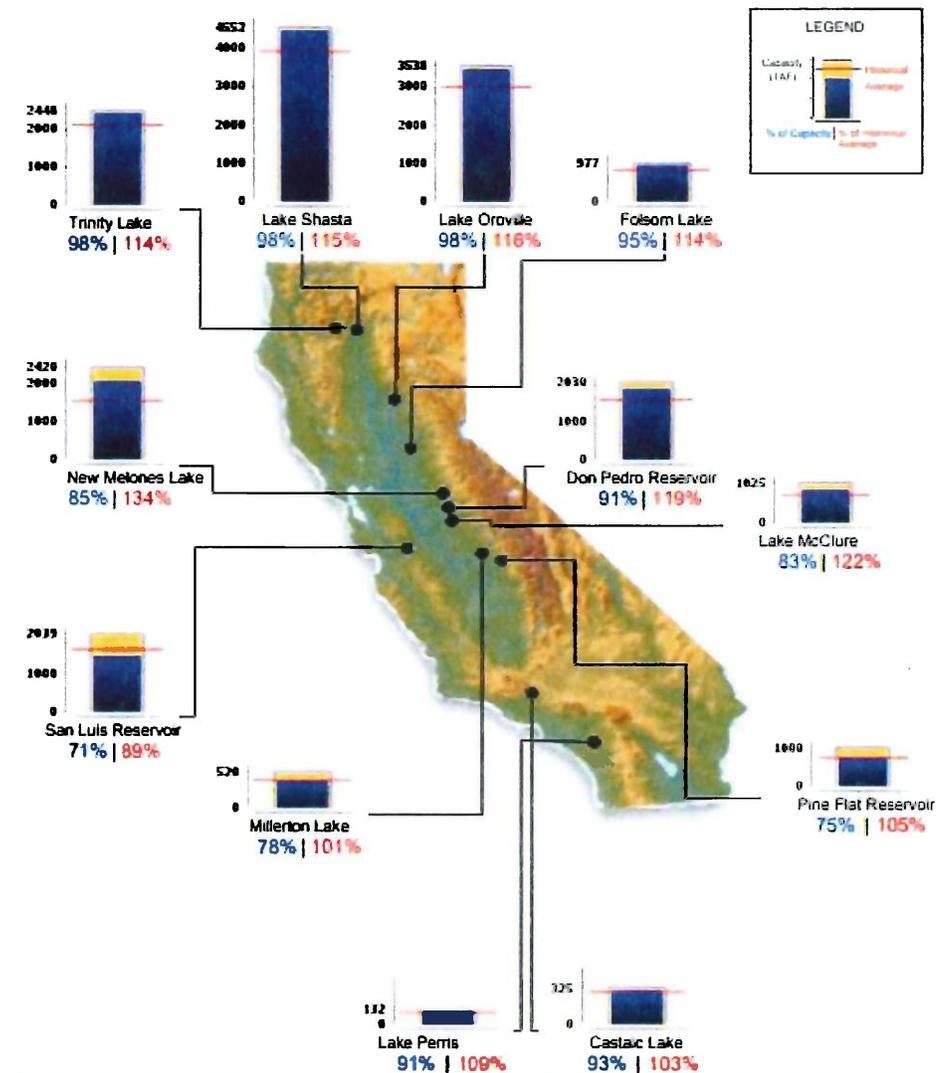 LEGEND
Capacity
(TAF)
Historical
Average
% of Capacity | % of Historical
Average
4552
4000
3000
2000
1000
0
Lake Shasta
98% | 115%
3538
3000
2000
1000
0
Lake Oroville
98% | 116%
977
0
Folsom Lake
95% | 114%
2448
2000
1000
0
Trinity Lake
98% | 114%
2420
2000
1000
0
New Melones Lake
85% | 134%
2030
1000
0
Don Pedro Reservoir
91% | 119%
1025
0
Lake McClure
83% | 122%
2039
1000
0
San Luis Reservoir
71% | 89%
520
0
Millerton Lake
78% | 101%
1000
0
Pine Flat Reservoir
75% | 105%
132
0
Lake Perris
91% | 109%
325
0
Castaic Lake
93% | 103%